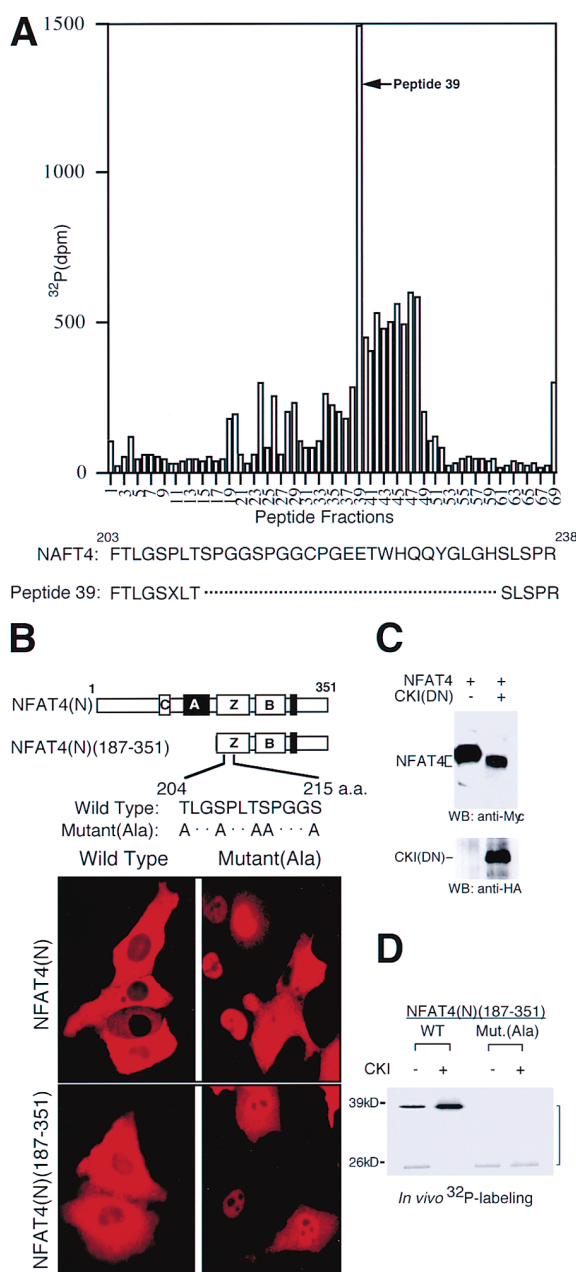 A
1500
1000
500
0
32P(dpm)
Peptide 39
1 3 5 7 9 11 13 15 17 19 21 23 25 27 29 31 33 35 37 39 41 43 45 47 49 51 53 55 57 59 61 63 65 67 69
Peptide Fractions
203 238
NAFT4: FTLGSPLTSPGGSPGGCPGEETWHQQYGLGHSLSPR
Peptide 39: FTLGSXLT SLSPR
B
1 351
NFAT4(N) C A Z B
NFAT4(N)(187-351) Z B
204 215 a.a.
Wild Type: TLGSPLTSPGGS
Mutant(Ala): A··A··AA···A
Wild Type Mutant(Ala)
NFAT4(N)
NFAT4(N)(187-351)
C
NFAT4 + +
CKI(DN) - +
NFAT4[
WB: anti-Myc
CKI(DN)-
WB: anti-HA
D
NFAT4(N)(187-351)
WT Mut.(Ala)
CKI - + - +
39kD-
26kD-
In vivo 32P-labeling